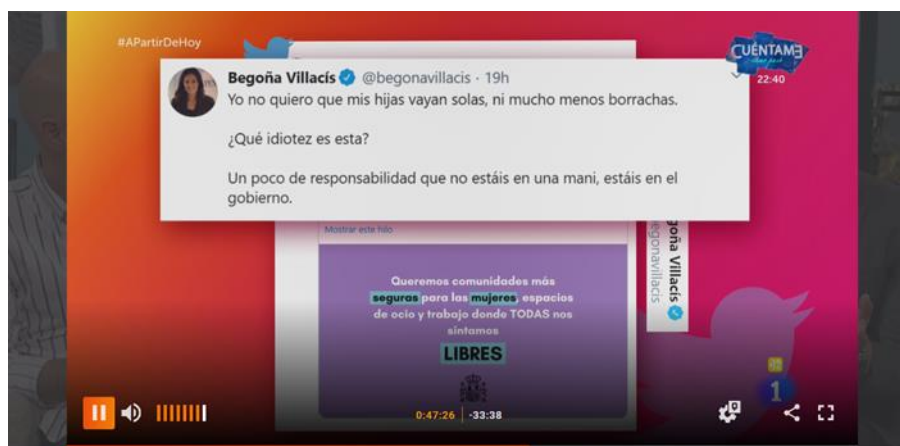 #APartirDeHoy
CUÉNTAME
22:40
Begoña Villacís @begonavillacis · 19h
Yo no quiero que mis hijas vayan solas, ni mucho menos borrachas.
¿Qué idiotez es esta?
Un poco de responsabilidad que no estáis en una mani, estáis en el
gobierno.
Mostrar este hilo
Queremos comunidades más
seguras para las mujeres, espacios
de ocio y trabajo donde TODAS nos
sintamos
LIBRES
goña Villacís
egonavillacis
1
0:47:26 -33:38